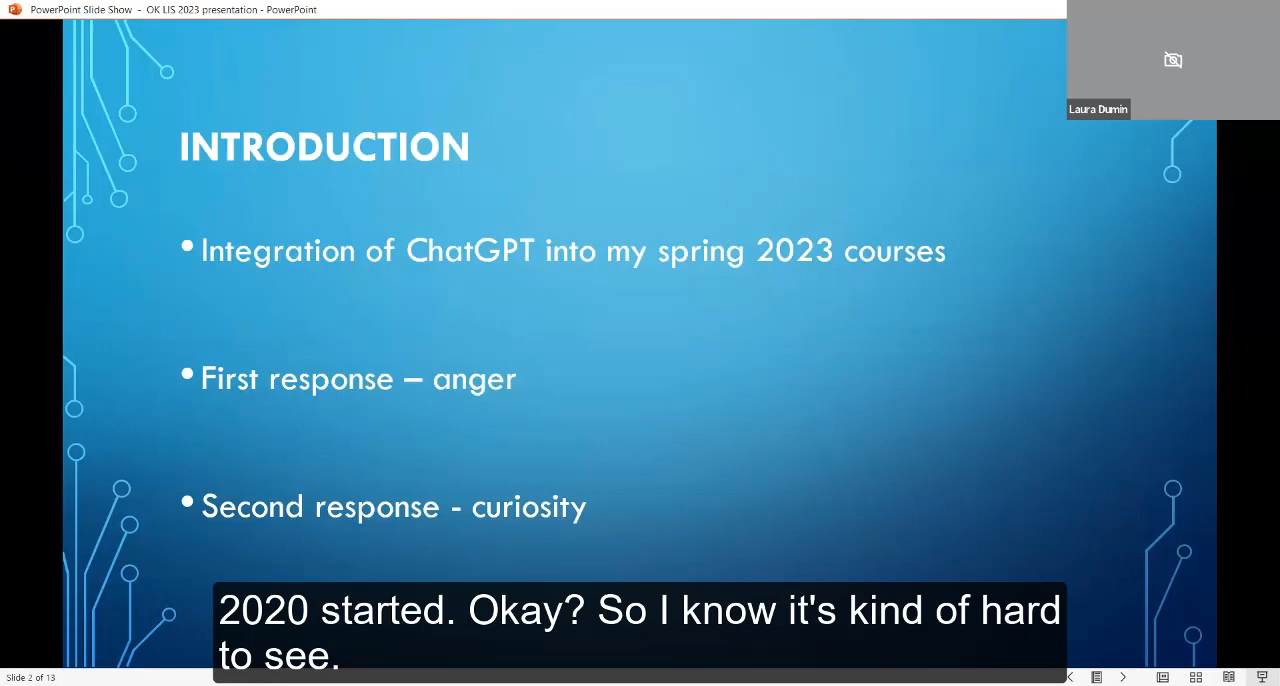 PowerPoint Slide Show - OK LIS 2023 presentation - PowerPoint
Laura Dumin
INTRODUCTION
• Integration of ChatGPT into my spring 2023 courses
• First response – anger
• Second response - curiosity
2020 started. Okay? So I know it's kind of hard
to see.
Slide 2 of 13